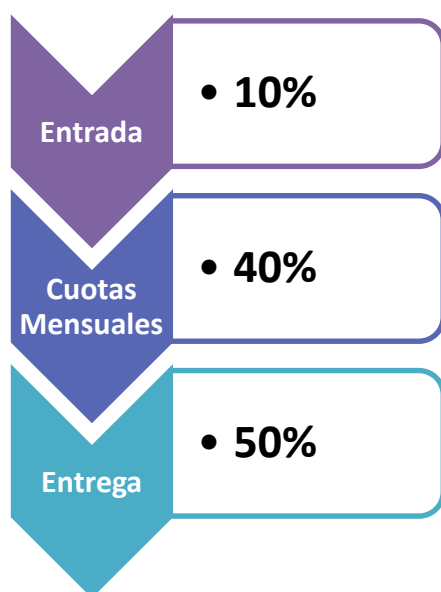 Entrada
• 10%
Cuotas
Mensuales
• 40%
Entrega
• 50%